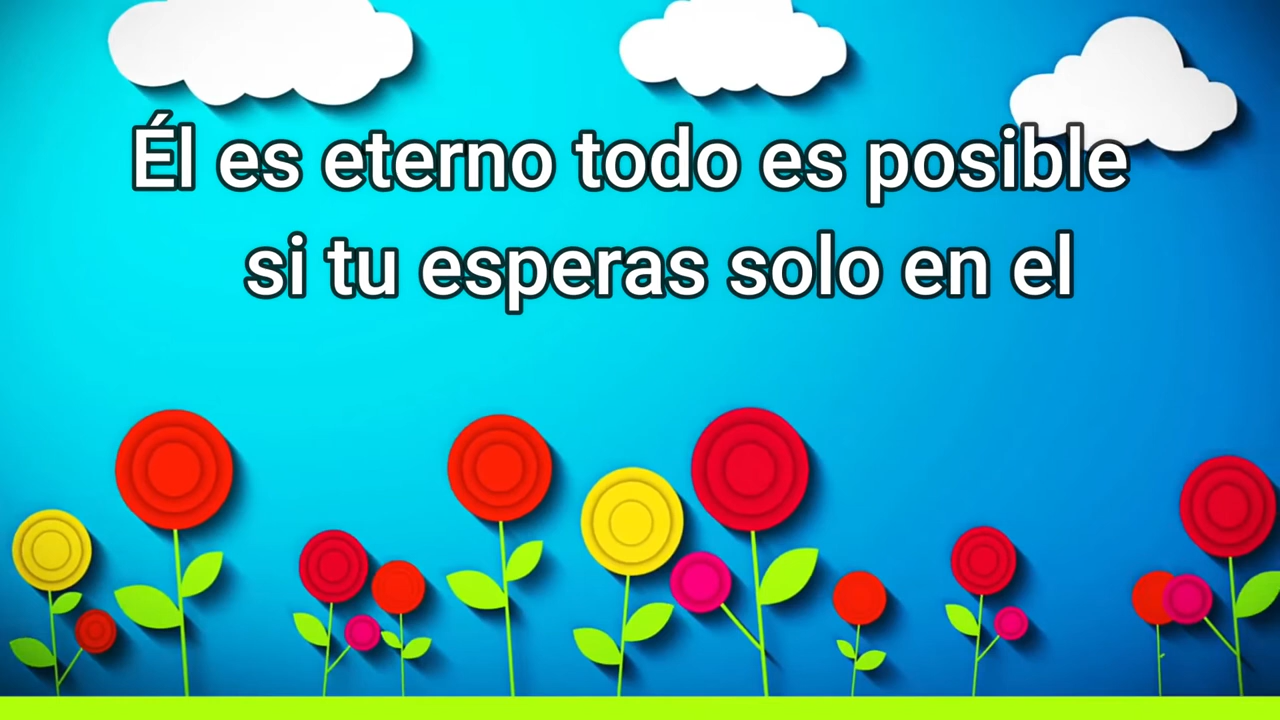 Él es eterno todo es posible
si tu esperas solo en el